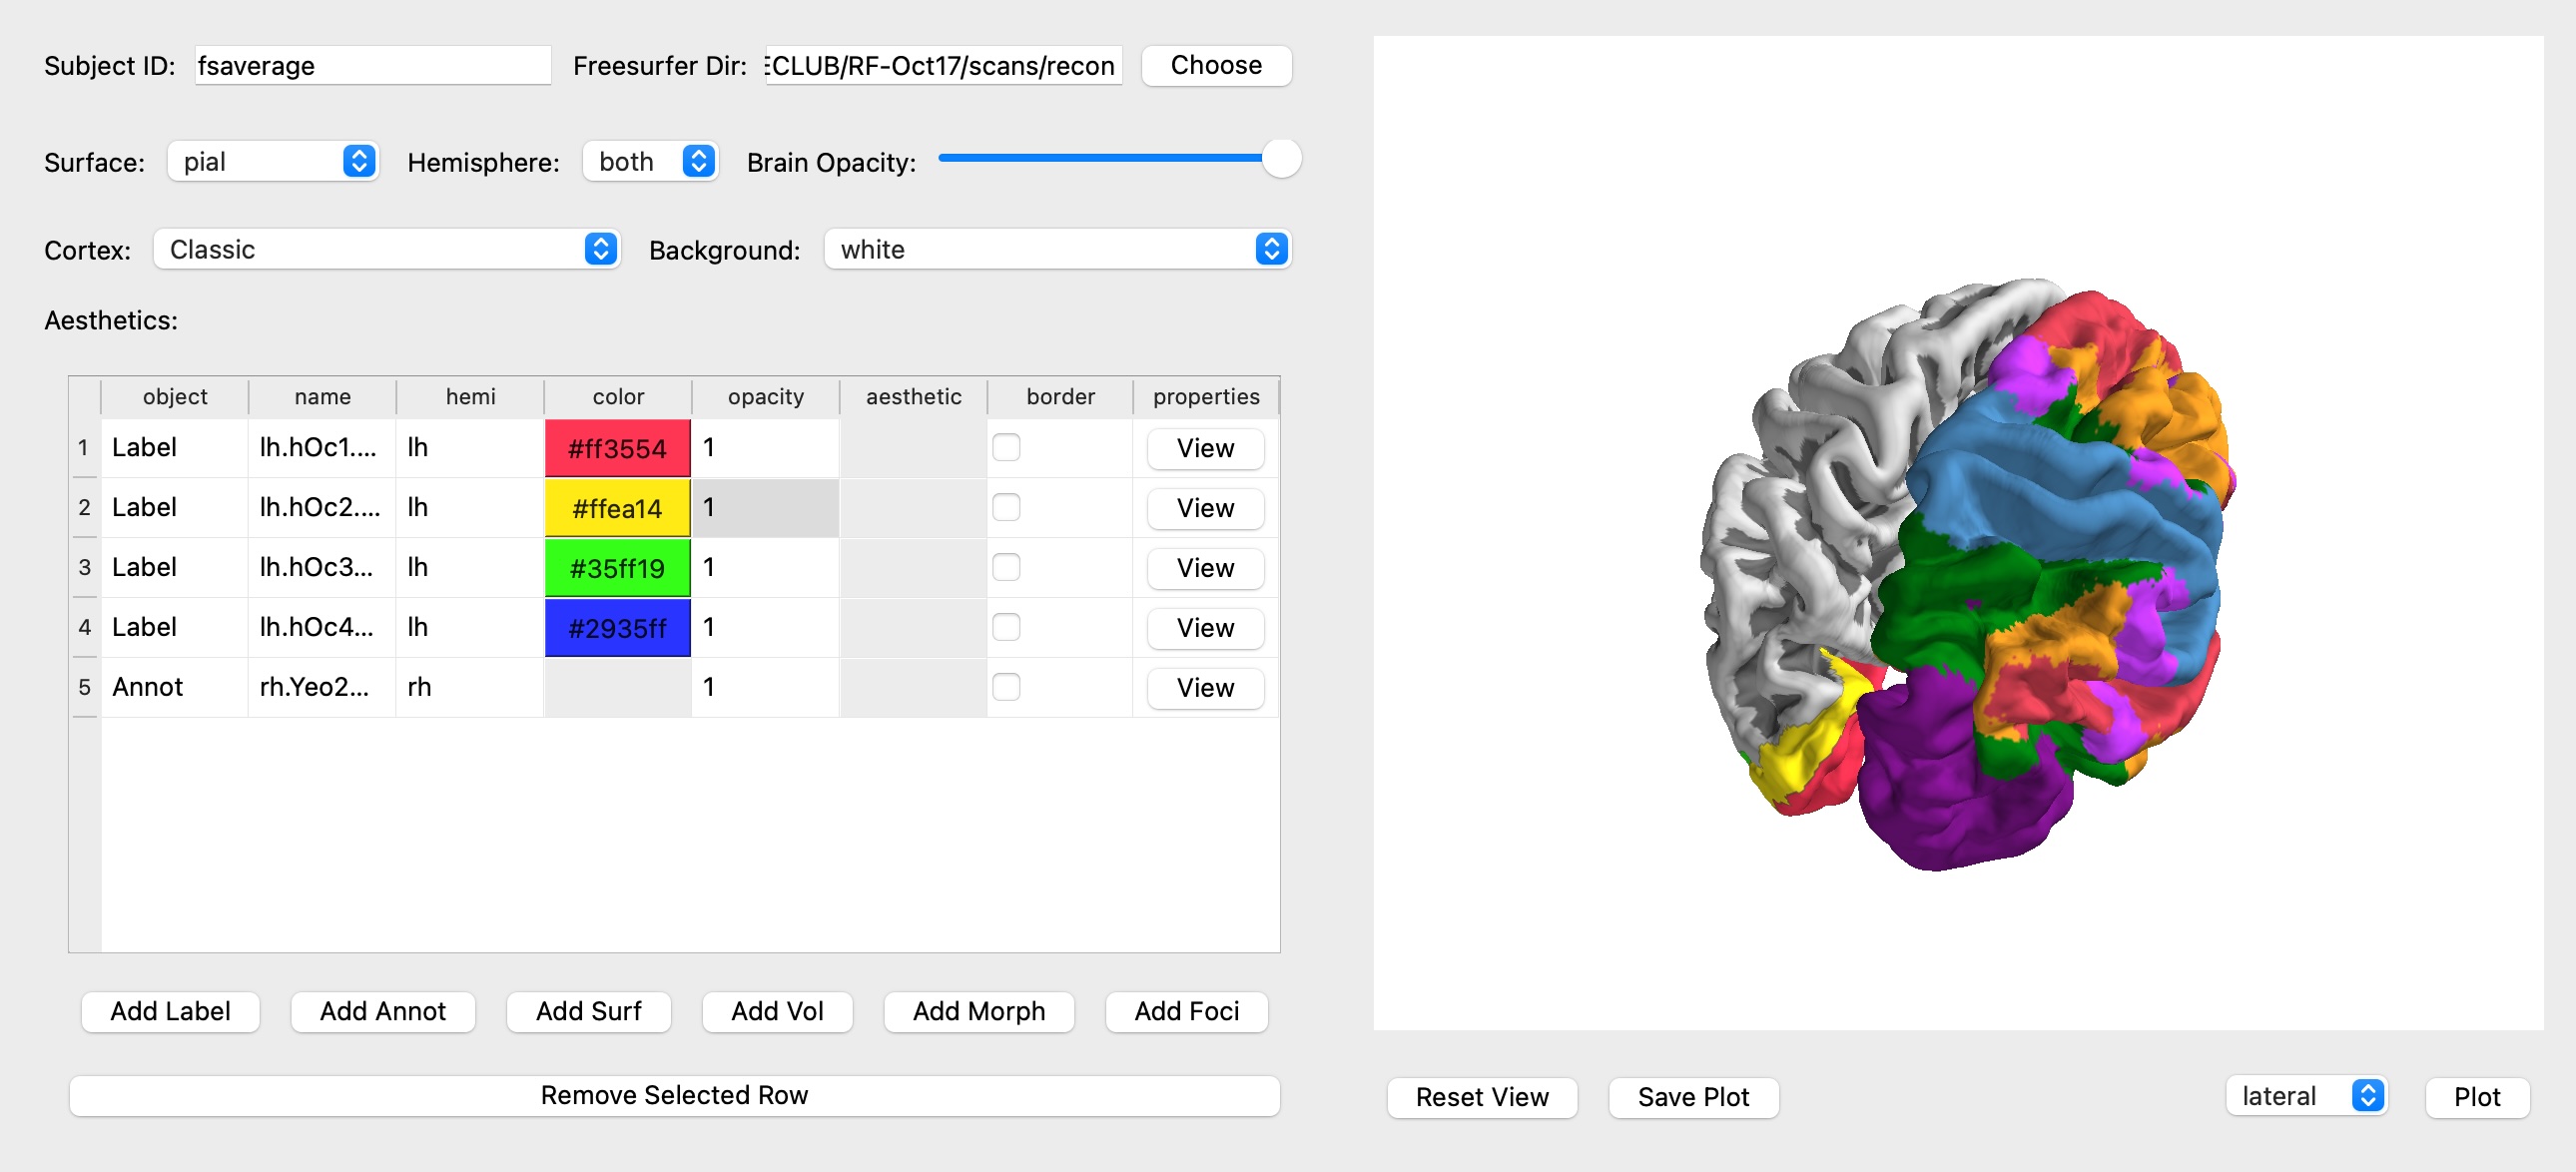 Subject ID: fsaverage Freesurfer Dir: ECLUB/RF-Oct17/scans/recon Choose
Surface: pial Hemisphere: both Brain Opacity:
Cortex: Classic Background: white
Aesthetics:
object name hemi color opacity aesthetic border properties
1 Label lh.hOc1.... lh #ff3554 1 View
2 Label lh.hOc2.... lh #ffea14 1 View
3 Label lh.hOc3... lh #35ff19 1 View
4 Label lh.hOc4... lh #2935ff 1 View
5 Annot rh.Yeo2... rh 1 View
Add Label Add Annot Add Surf Add Vol Add Morph Add Foci
Remove Selected Row
Reset View Save Plot lateral Plot